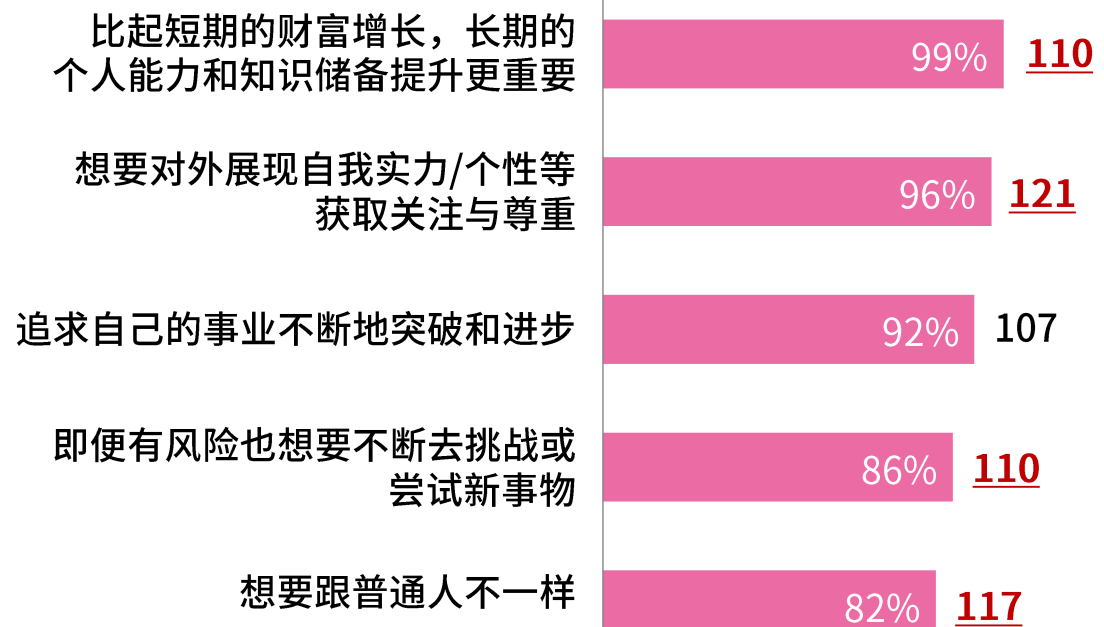 比起短期的财富增长，长期的
个人能力和知识储备提升更重要
99% 110
想要对外展现自我实力/个性等
获取关注与尊重
96% 121
追求自己的事业不断地突破和进步
92% 107
即便有风险也想要不断去挑战或
尝试新事物
86% 110
想要跟普通人不一样
82% 117